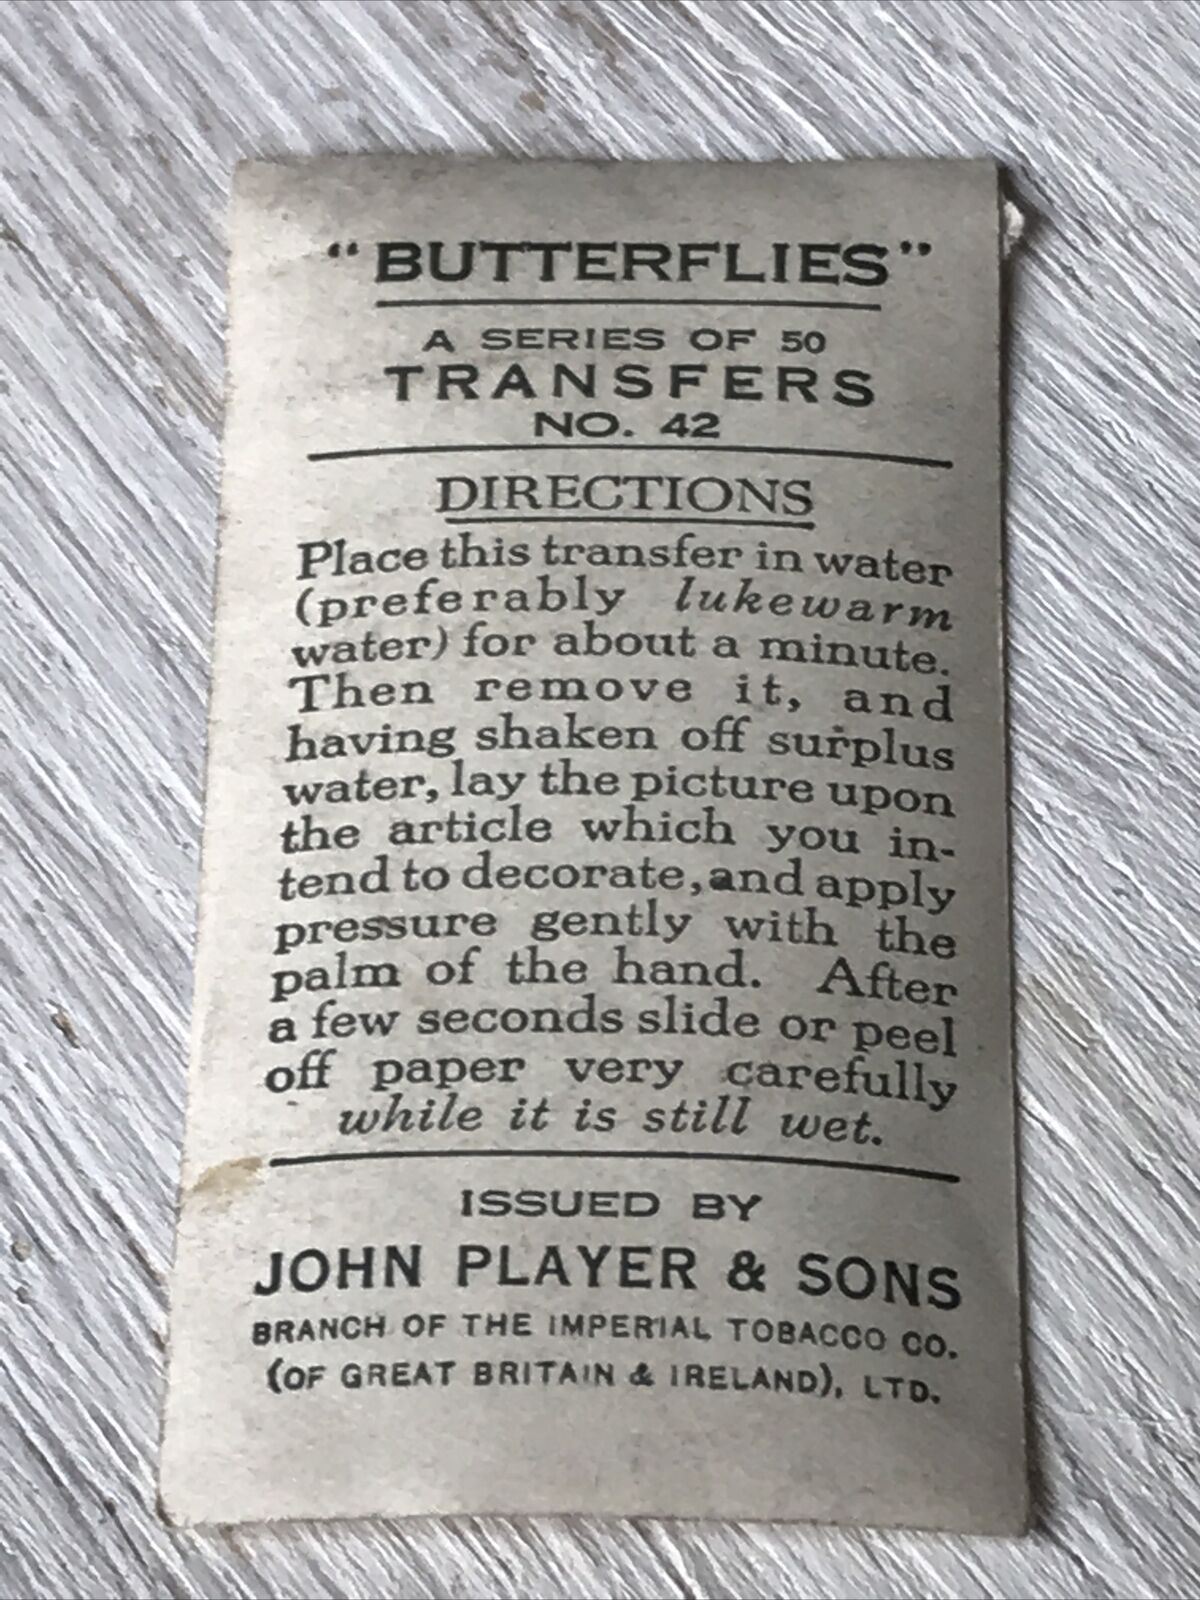 "BUTTERFLIES"
A SERIES OF 50
TRANSFERS
NO. 42
DIRECTIONS
Place this transfer in water
(preferably lukewarm
water) for about a minute.
Then remove it, and
having shaken off surplus
water, lay the picture upon
the article which you in-
tend to decorate, and apply
pressure gently with the
palm of the hand. After
a few seconds slide or peel
off paper very carefully
while it is still wet.
ISSUED BY
JOHN PLAYER & SONS
BRANCH OF THE IMPERIAL TOBACCO CO.
(OF GREAT BRITAIN & IRELAND), LTD.